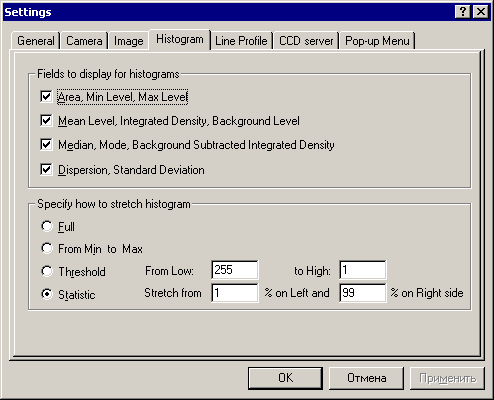 Settings
General Camera Image Histogram Line Profile CCD server Pop-up Menu
Fields to display for histograms
Area, Min Level, Max Level
Mean Level, Integrated Density, Background Level
Median, Mode, Background Subtracted Integrated Density
Dispersion, Standard Deviation
Specify how to stretch histogram
Full
From Min to Max
Threshold From Low: 255 to High: 1
Statistic Stretch from 1 % on Left and 99 % on Right side
OK Отмена Применить